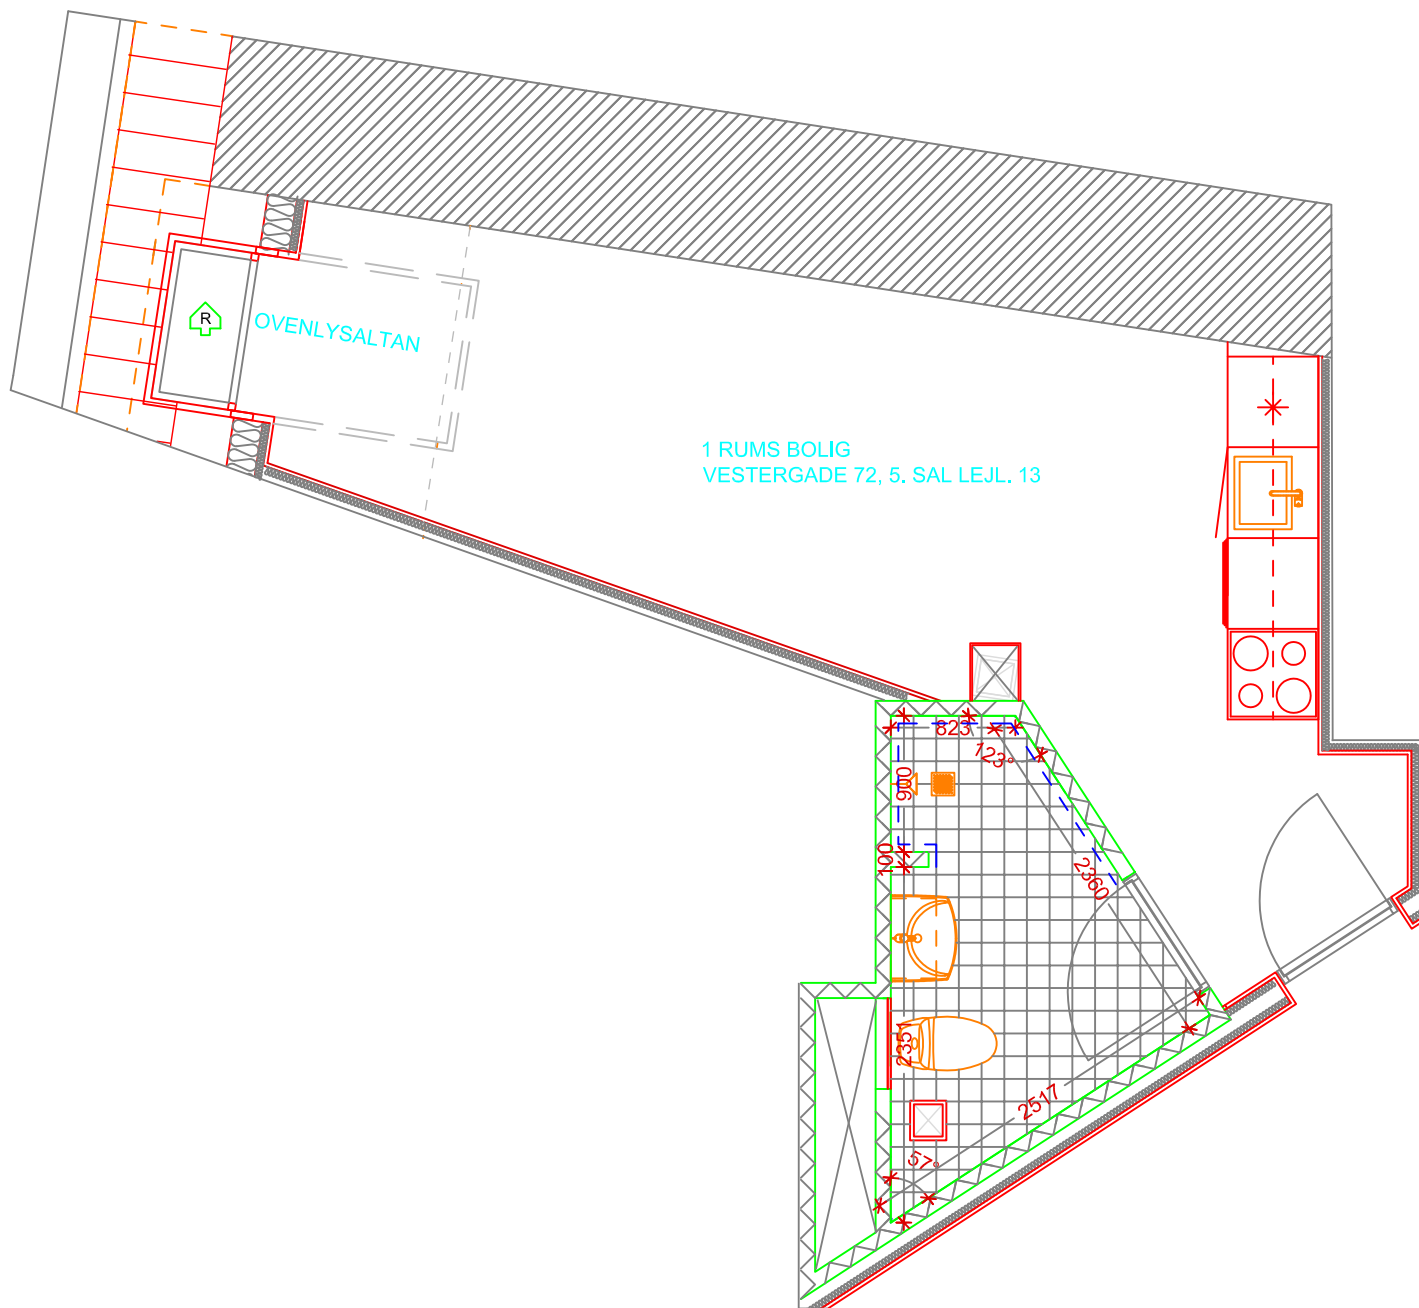 R
OVENLYSALTAN
1 RUMS BOLIG
VESTERGADE 72, 5. SAL LEJL. 13
823
123°
900
100
2360
2351
2517
57°